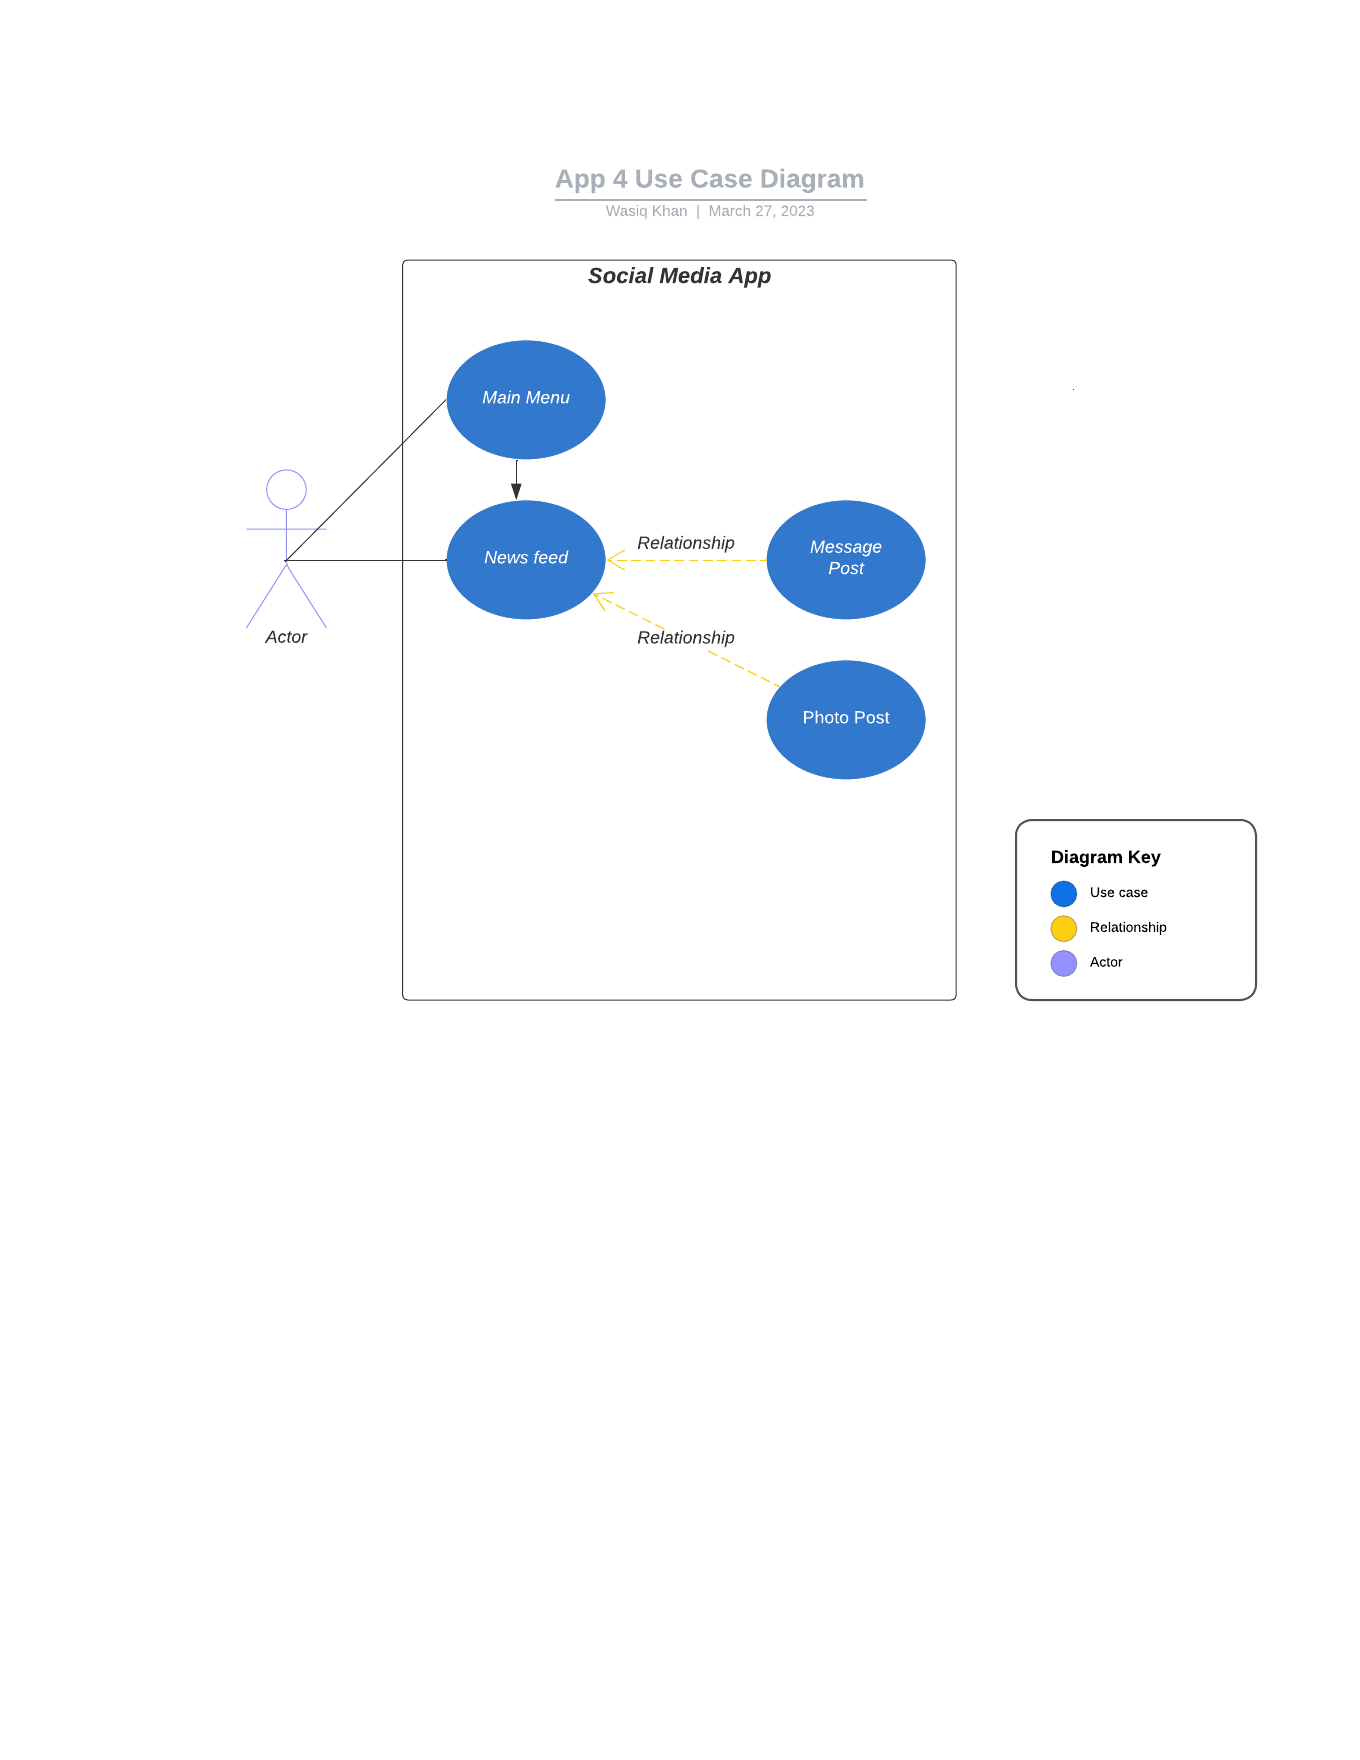 App 4 Use Case Diagram
Wasiq Khan | March 27, 2023
Social Media App
Main Menu
News feed
Relationship
Message
Post
Relationship
Photo Post
Actor
Diagram Key
Use case
Relationship
Actor